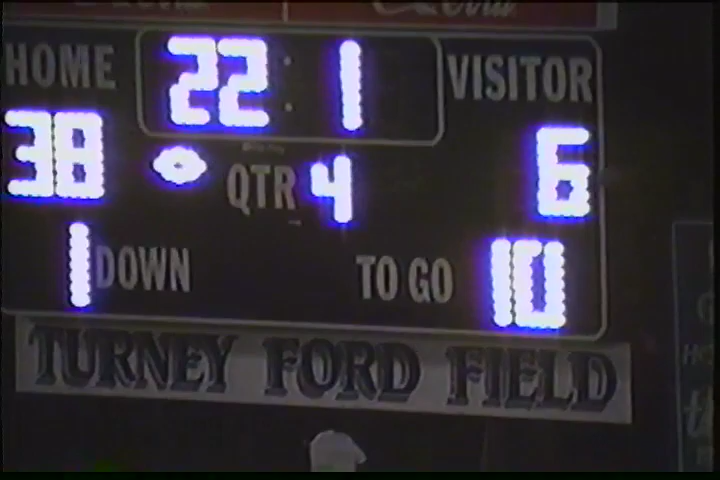 HOME 22:1 VISITOR
38 QTR 4 6
1 DOWN TO GO 10
TURNEY FORD FIELD